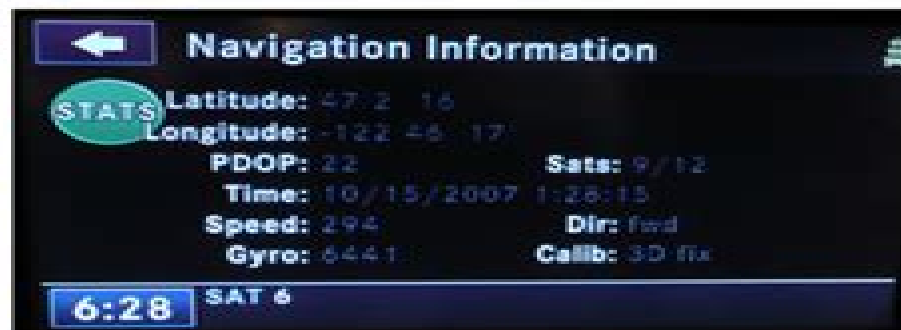 Navigation Information
STATS
Latitude: 47 2 16
Longitude: -122 46 17
PDOP: 22 Sats: 9/12
Time: 10/15/2007 1:28:15
Speed: 294 Dir: fwd
Gyro: 6441 Calib: 3D fix
6:28 SAT 6